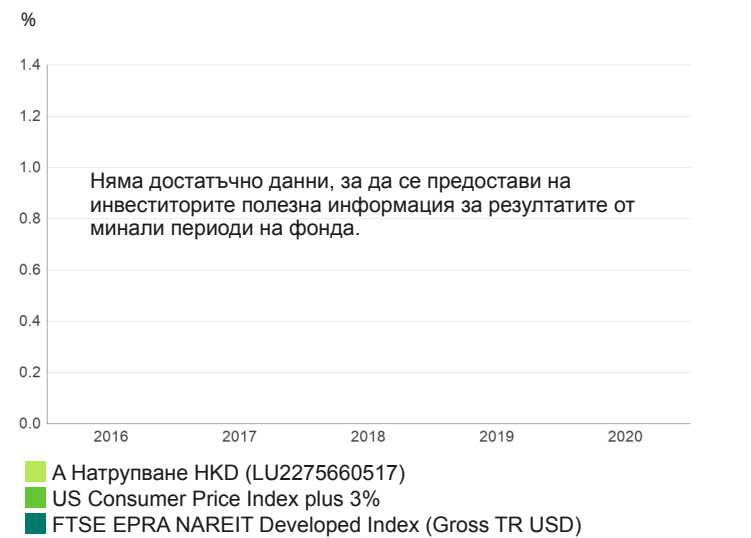 %
1.4
1.2
1.0
Няма достатъчно данни, за да се предостави на
инвеститорите полезна информация за резултатите от
минали периоди на фонда.
0.8
0.6
0.4
0.2
0.0
2016 2017 2018 2019 2020
А Натрупване HKD (LU2275660517)
US Consumer Price Index plus 3%
FTSE EPRA NAREIT Developed Index (Gross TR USD)